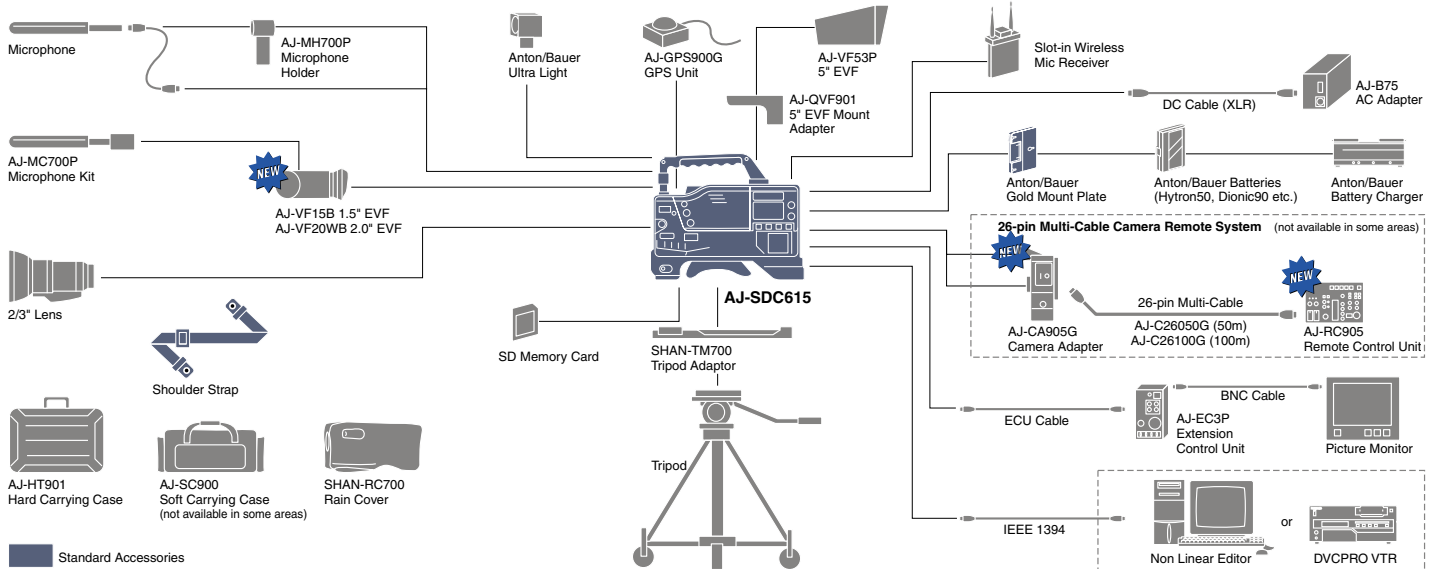 Microphone
AJ-MH700P
Microphone
Holder
Anton/Bauer
Ultra Light
AJ-GPS900G
GPS Unit
AJ-VF53P
5" EVF
Slot-in Wireless
Mic Receiver
AJ-QVF901
5" EVF Mount
Adapter
DC Cable (XLR)
AJ-B75
AC Adapter
AJ-MC700P
Microphone Kit
NEW
AJ-VF15B 1.5" EVF
AJ-VF20WB 2.0" EVF
Anton/Bauer
Gold Mount Plate
Anton/Bauer Batteries
(Hytron50, Dionic90 etc.)
Anton/Bauer
Battery Charger
26-pin Multi-Cable Camera Remote System (not available in some areas)
NEW
NEW
AJ-CA905G
Camera Adapter
26-pin Multi-Cable
AJ-C26050G (50m)
AJ-C26100G (100m)
AJ-RC905
Remote Control Unit
2/3" Lens
AJ-SDC615
SD Memory Card
SHAN-TM700
Tripod Adaptor
Shoulder Strap
ECU Cable
AJ-EC3P
Extension
Control Unit
BNC Cable
Picture Monitor
AJ-HT901
Hard Carrying Case
AJ-SC900
Soft Carrying Case
(not available in some areas)
SHAN-RC700
Rain Cover
Tripod
IEEE 1394
Non Linear Editor
or
DVCPRO VTR
Standard Accessories